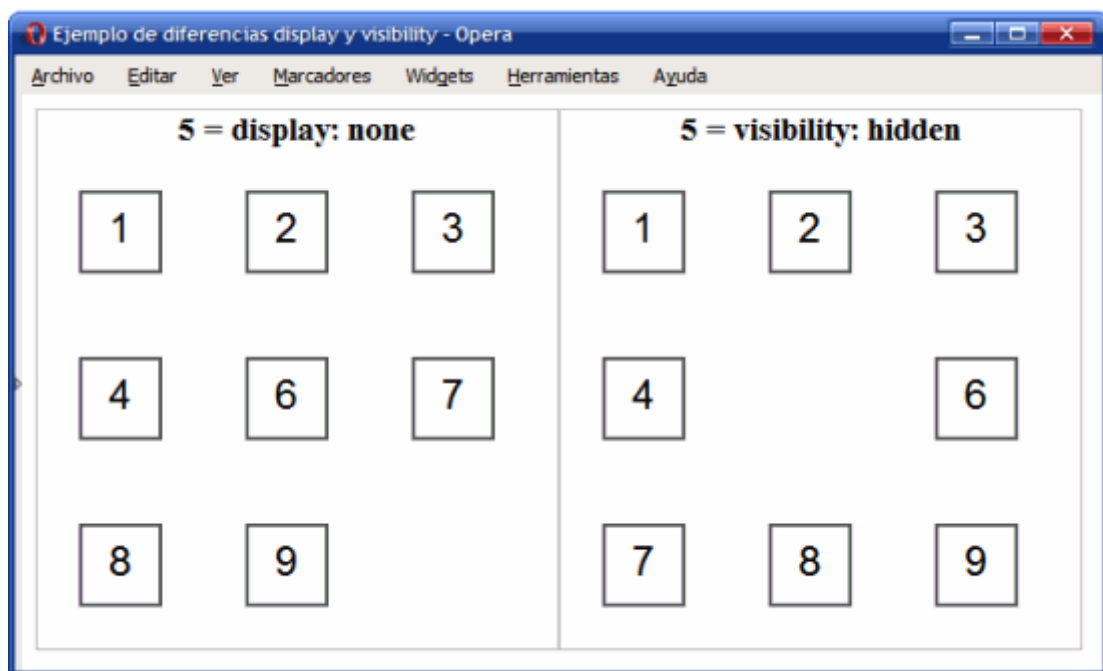 Ejemplo de diferencias display y visibility - Opera
Archivo Editar Ver Marcadores Widgets Herramientas Ayuda
5 = display: none
1 2 3
4 6 7
8 9
5 = visibility: hidden
1 2 3
4 6
7 8 9